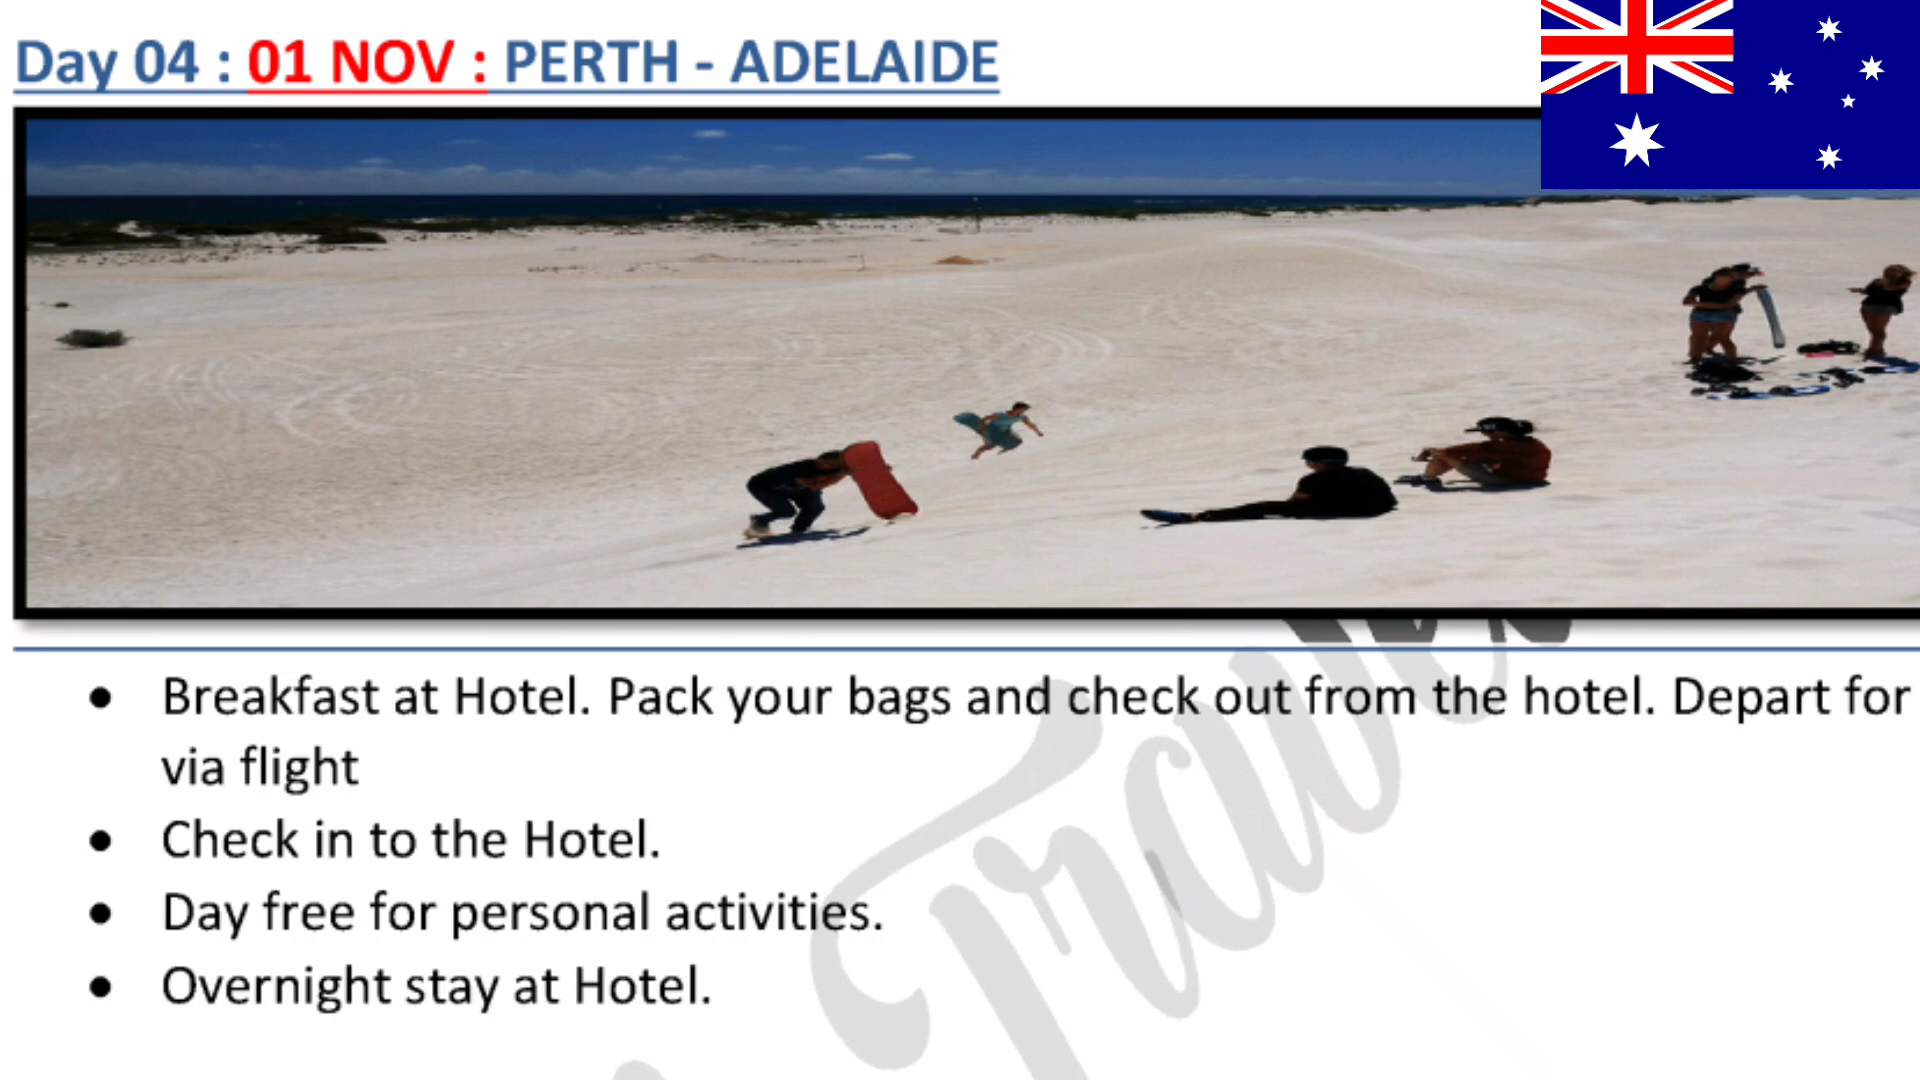 Day 04 : 01 NOV : PERTH - ADELAIDE
• Breakfast at Hotel. Pack your bags and check out from the hotel. Depart for
via flight
• Check in to the Hotel.
• Day free for personal activities.
• Overnight stay at Hotel.
Travel